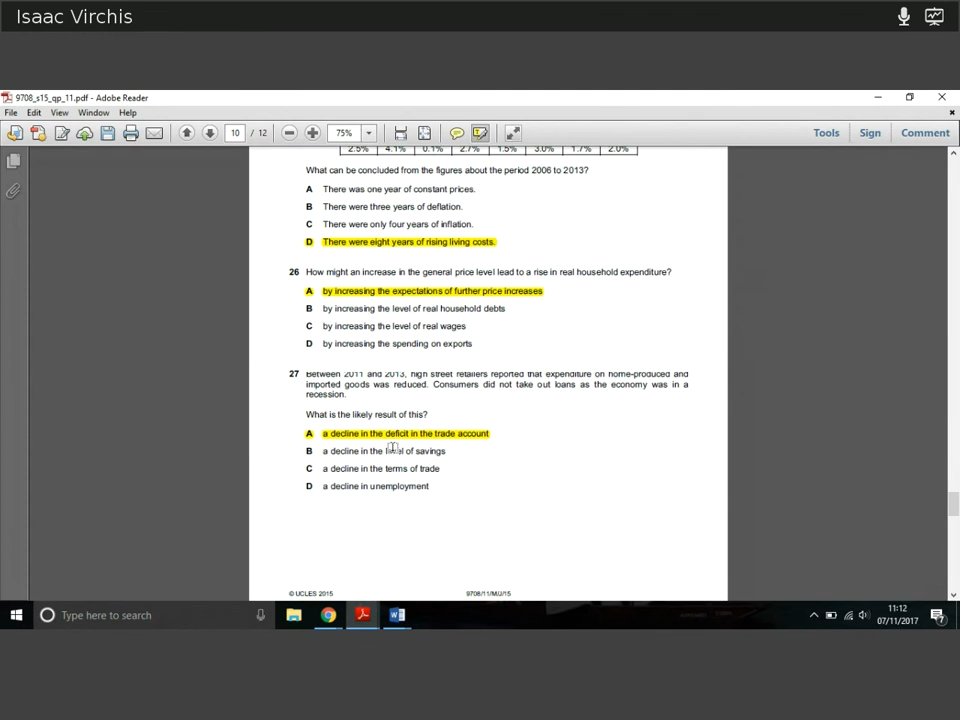 Isaac Virchis
9708_s15_qp_11.pdf - Adobe Reader
File Edit View Window Help
10 / 12 75% Tools Sign Comment
2.5% 4.1% 0.1% 2.7% 1.5% 3.0% 1.7% 2.0%
What can be concluded from the figures about the period 2006 to 2013?
A There was one year of constant prices.
B There were three years of deflation.
C There were only four years of inflation.
D There were eight years of rising living costs.
26 How might an increase in the general price level lead to a rise in real household expenditure?
A by increasing the expectations of further price increases
B by increasing the level of real household debts
C by increasing the level of real wages
D by increasing the spending on exports
27 Between 2011 and 2013, high street retailers reported that expenditure on home-produced and
imported goods was reduced. Consumers did not take out loans as the economy was in a
recession.
What is the likely result of this?
A a decline in the deficit in the trade account
B a decline in the level of savings
C a decline in the terms of trade
D a decline in unemployment
© UCLES 2015 9708/11/M/J/15
Type here to search
11:12
07/11/2017
7